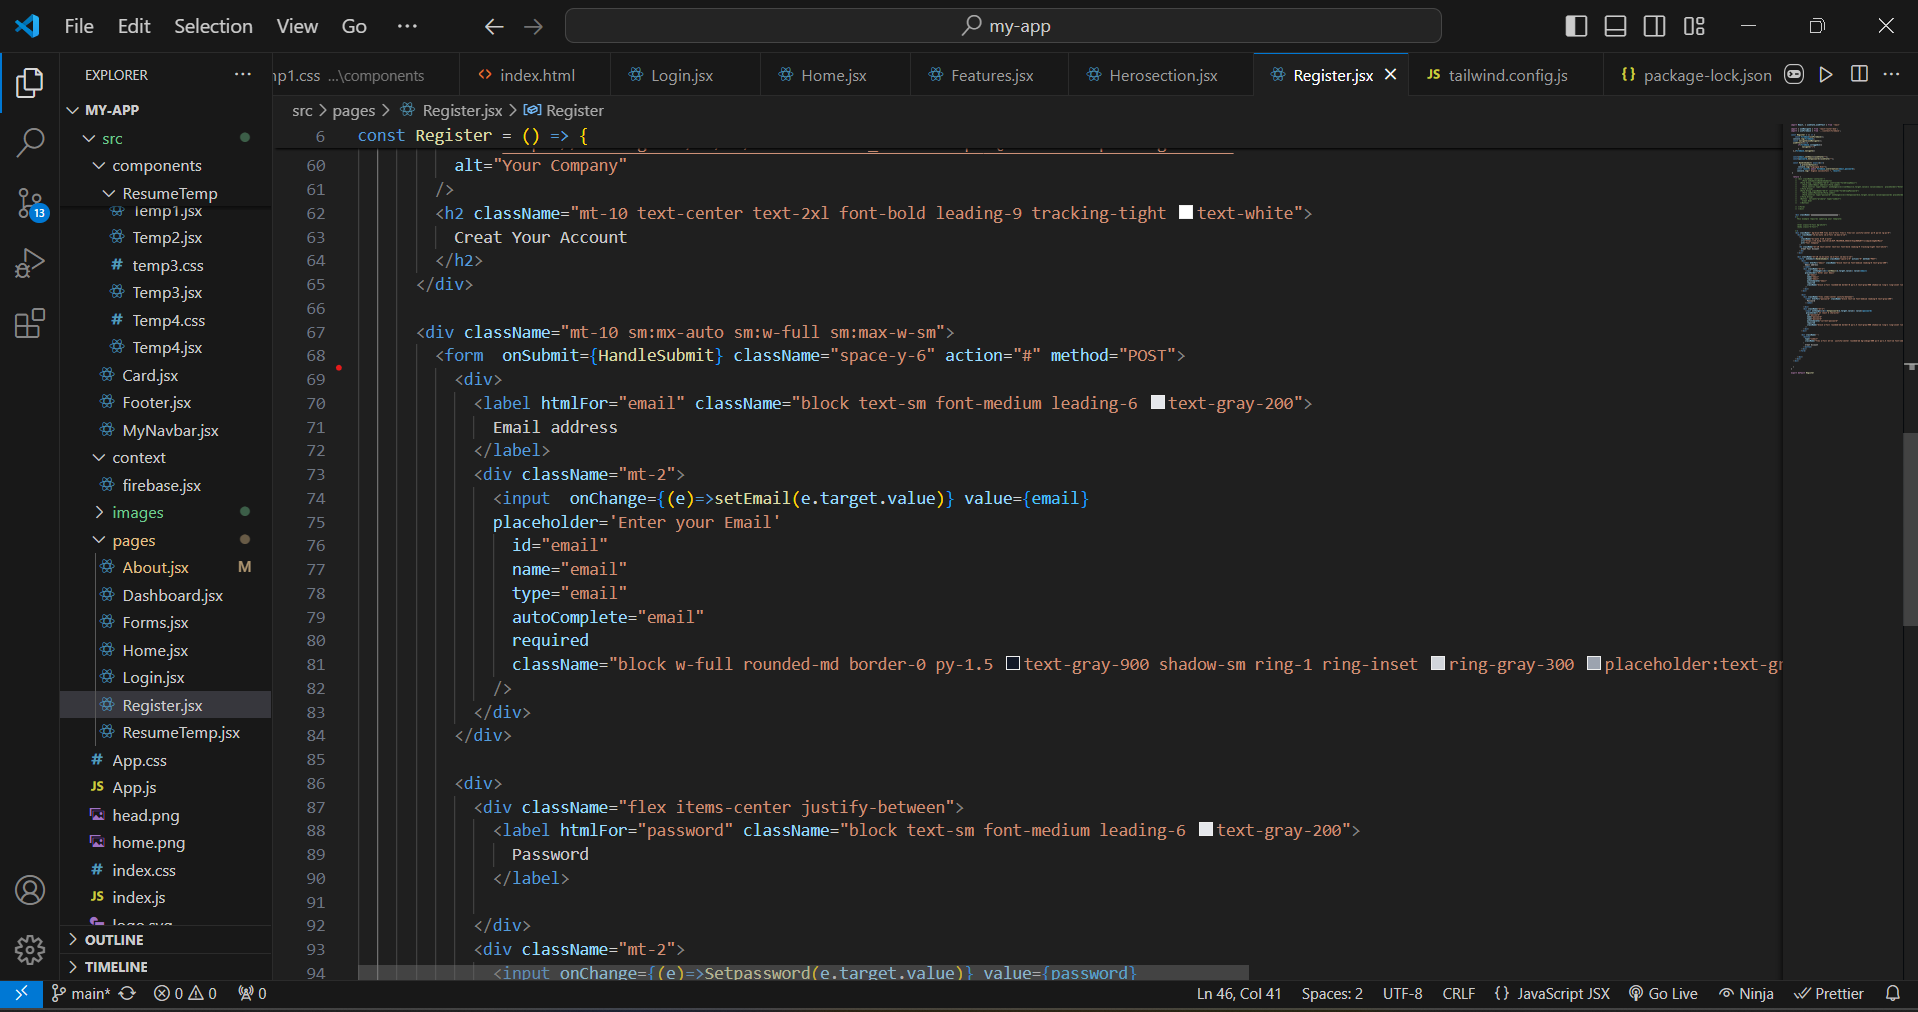 File Edit Selection View Go ··· my-app
EXPLORER ···
MY-APP
src
components
ResumeTemp
Temp1.jsx
Temp2.jsx
# temp3.css
Temp3.jsx
# Temp4.css
Temp4.jsx
Card.jsx
Footer.jsx
MyNavbar.jsx
context
firebase.jsx
images
pages
About.jsx M
Dashboard.jsx
Forms.jsx
Home.jsx
Login.jsx
Register.jsx
ResumeTemp.jsx
# App.css
JS App.js
head.png
home.png
# index.css
JS index.js
logo.svg
OUTLINE
TIMELINE
13
np1.css ...\components <> index.html Login.jsx Home.jsx Features.jsx Herosection.jsx Register.jsx JS tailwind.config.js {} package-lock.json ···
src > pages > Register.jsx > Register
6 const Register = () => {
60 alt="Your Company"
61 />
62 <h2 className="mt-10 text-center text-2xl font-bold leading-9 tracking-tight text-white">
63 Creat Your Account
64 </h2>
65 </div>
66
67 <div className="mt-10 sm:mx-auto sm:w-full sm:max-w-sm">
68 <form  onSubmit={HandleSubmit} className="space-y-6" action="#" method="POST">
69 <div>
70 <label htmlFor="email" className="block text-sm font-medium leading-6 text-gray-200">
71 Email address
72 </label>
73 <div className="mt-2">
74 <input  onChange={(e)=>setEmail(e.target.value)} value={email}
75 placeholder='Enter your Email'
76 id="email"
77 name="email"
78 type="email"
79 autoComplete="email"
80 required
81 className="block w-full rounded-md border-0 py-1.5 text-gray-900 shadow-sm ring-1 ring-inset ring-gray-300 placeholder:text-gr
82 />
83 </div>
84 </div>
85
86 <div>
87 <div className="flex items-center justify-between">
88 <label htmlFor="password" className="block text-sm font-medium leading-6 text-gray-200">
89 Password
90 </label>
91
92 </div>
93 <div className="mt-2">
94 <input onChange={(e)=>Setpassword(e.target.value)} value={password}
main* 0 0 0 Ln 46, Col 41 Spaces: 2 UTF-8 CRLF {} JavaScript JSX Go Live Ninja Prettier